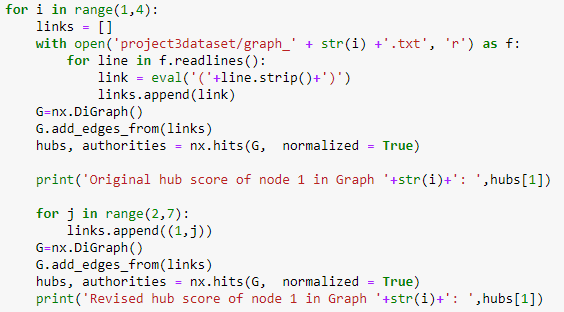 for i in range(1,4):
    links = []
    with open('project3dataset/graph_' + str(i) +'.txt', 'r') as f:
        for line in f.readlines():
            link = eval('('+line.strip()+')')
            links.append(link)
    G=nx.DiGraph()
    G.add_edges_from(links)
    hubs, authorities = nx.hits(G,  normalized = True)

    print('Original hub score of node 1 in Graph '+str(i)+': ',hubs[1])

    for j in range(2,7):
        links.append((1,j))
    G=nx.DiGraph()
    G.add_edges_from(links)
    hubs, authorities = nx.hits(G,  normalized = True)
    print('Revised hub score of node 1 in Graph '+str(i)+': ',hubs[1])